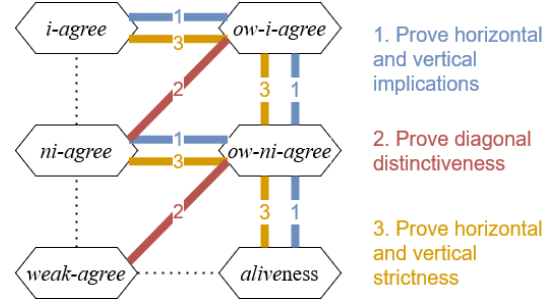 i-agree 1 3 ow-i-agree
1. Prove horizontal
and vertical
implications
2 3 1
ni-agree 1 3 ow-ni-agree
2. Prove diagonal
distinctiveness
2 3 1
weak-agree aliveness
3. Prove horizontal
and vertical
strictness